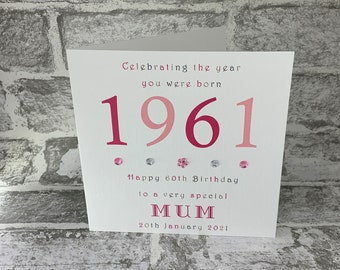 Celebrating the year
you were born
1961
Happy 60th Birthday
to a very special
MUM
20th January 2021